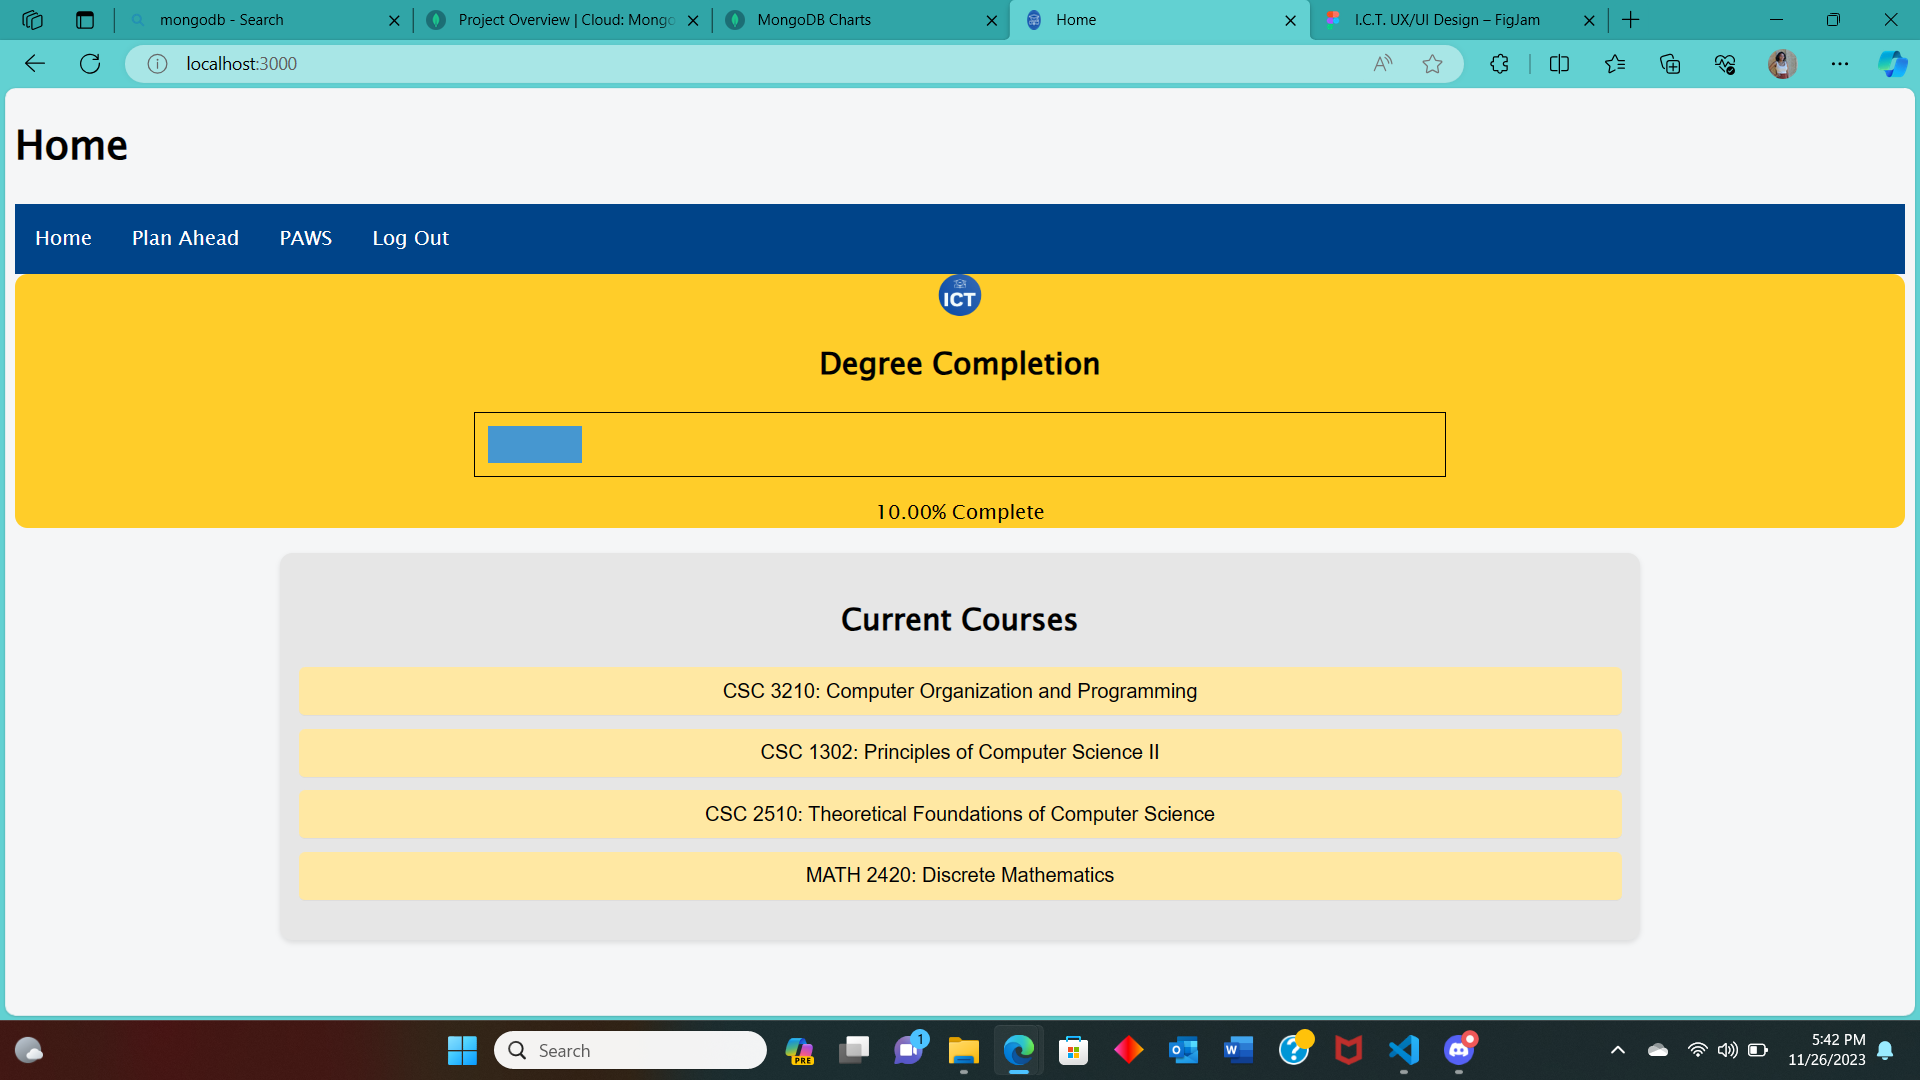 mongodb - Search
Project Overview | Cloud: Mongo
MongoDB Charts
Home
I.C.T. UX/UI Design – FigJam
localhost:3000
Home
Home
Plan Ahead
PAWS
Log Out
ICT
Degree Completion
10.00% Complete
Current Courses
CSC 3210: Computer Organization and Programming
CSC 1302: Principles of Computer Science II
CSC 2510: Theoretical Foundations of Computer Science
MATH 2420: Discrete Mathematics
Search
PRE
1
5:42 PM
11/26/2023